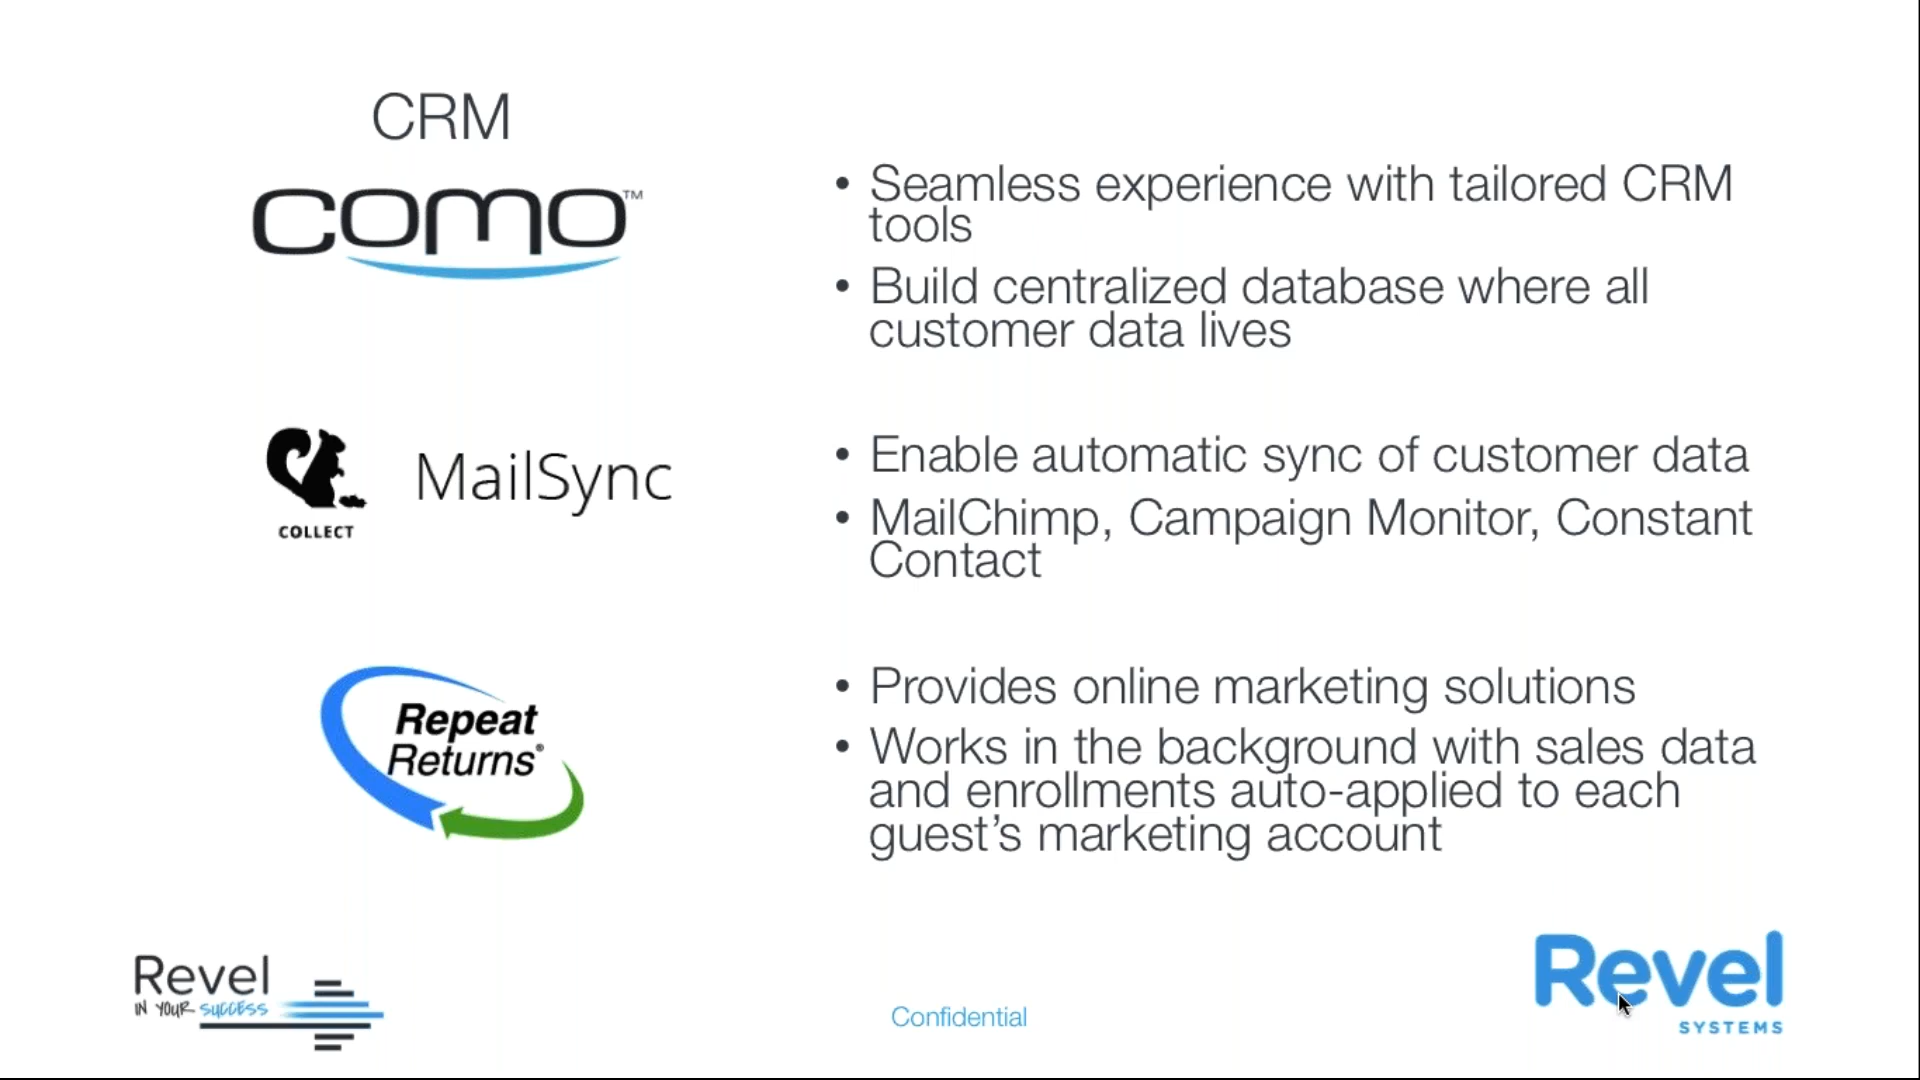 CRM
como™
• Seamless experience with tailored CRM
tools
• Build centralized database where all
customer data lives
COLLECT
MailSync
• Enable automatic sync of customer data
• MailChimp, Campaign Monitor, Constant
Contact
Repeat
Returns®
• Provides online marketing solutions
• Works in the background with sales data
and enrollments auto-applied to each
guest’s marketing account
Revel
IN YOUR SUCCESS
Confidential
Revel
SYSTEMS